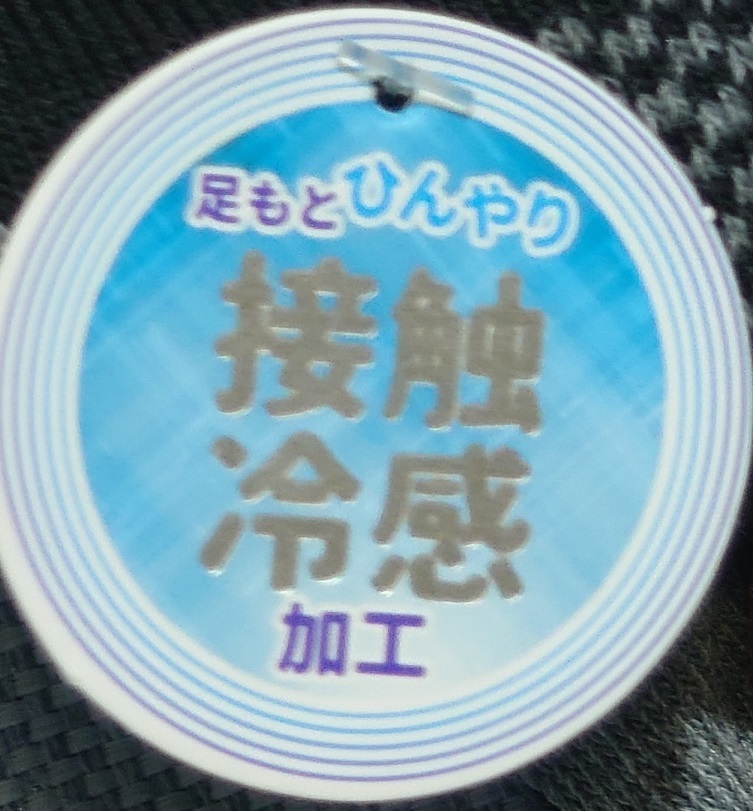 足もとひんやり
接触
冷感
加工